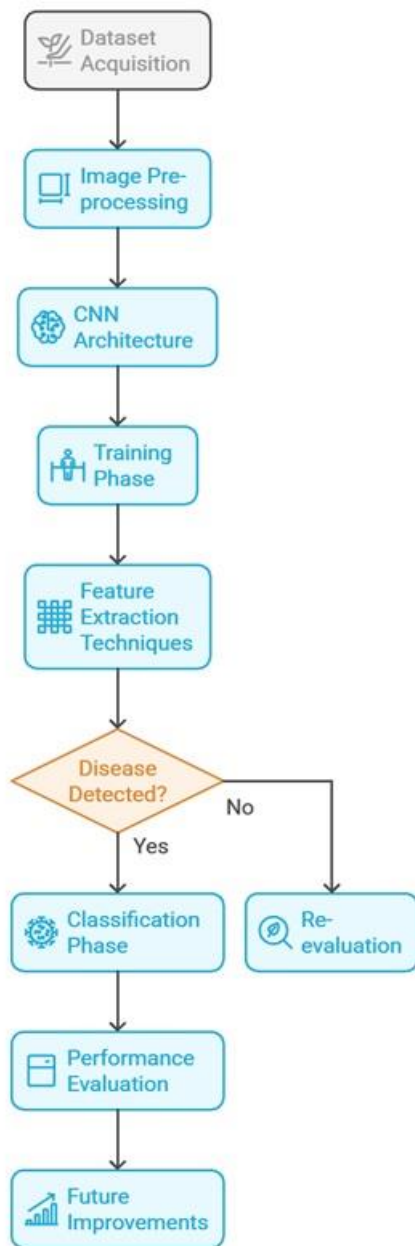 Dataset
Acquisition
Image Pre-
processing
CNN
Architecture
Training
Phase
Feature
Extraction
Techniques
Disease
Detected?
No
Yes
Classification
Phase
Re-
evaluation
Performance
Evaluation
Future
Improvements